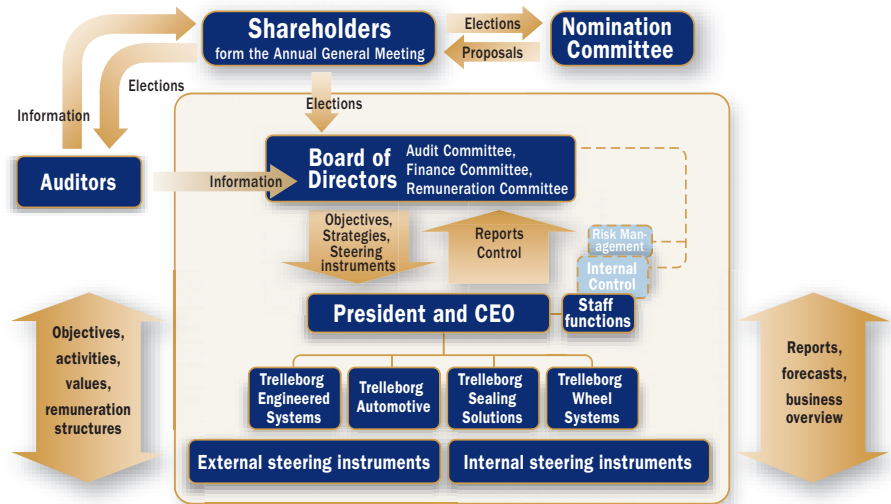 Shareholders
form the Annual General Meeting
Elections
Proposals
Nomination
Committee
Information
Elections
Elections
Auditors
Information
Board of
Directors
Audit Committee,
Finance Committee,
Remuneration Committee
Objectives,
Strategies,
Steering
instruments
Reports
Control
Risk Man-
agement
Internal
Control
President and CEO
Staff
functions
Objectives,
activities,
values,
remuneration
structures
Reports,
forecasts,
business
overview
Trelleborg
Engineered
Systems
Trelleborg
Automotive
Trelleborg
Sealing
Solutions
Trelleborg
Wheel
Systems
External steering instruments
Internal steering instruments